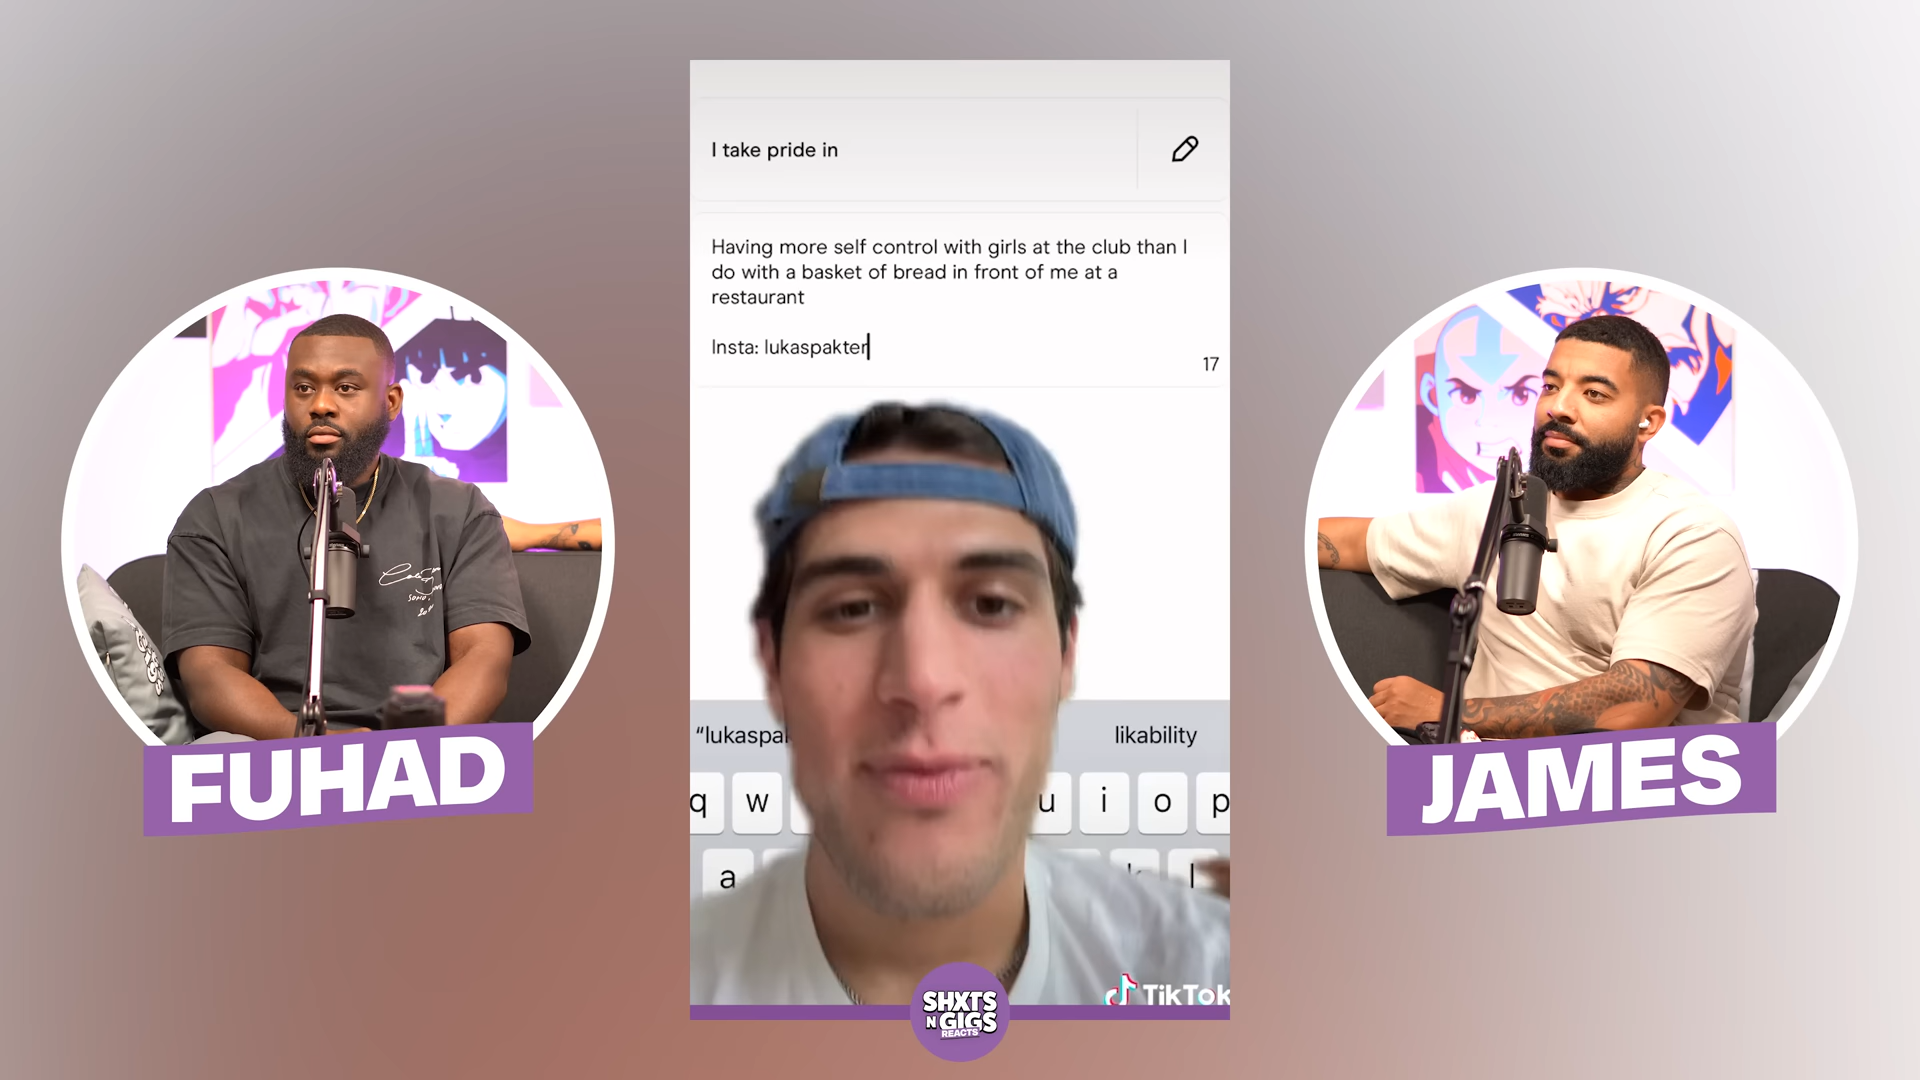 I take pride in
Having more self control with girls at the club than I
do with a basket of bread in front of me at a
restaurant
Insta: lukaspakter
17
"lukaspa
likability
q w u i o p
a l
FUHAD
JAMES
TikTok
SHXTS
N GIGS
REACTS